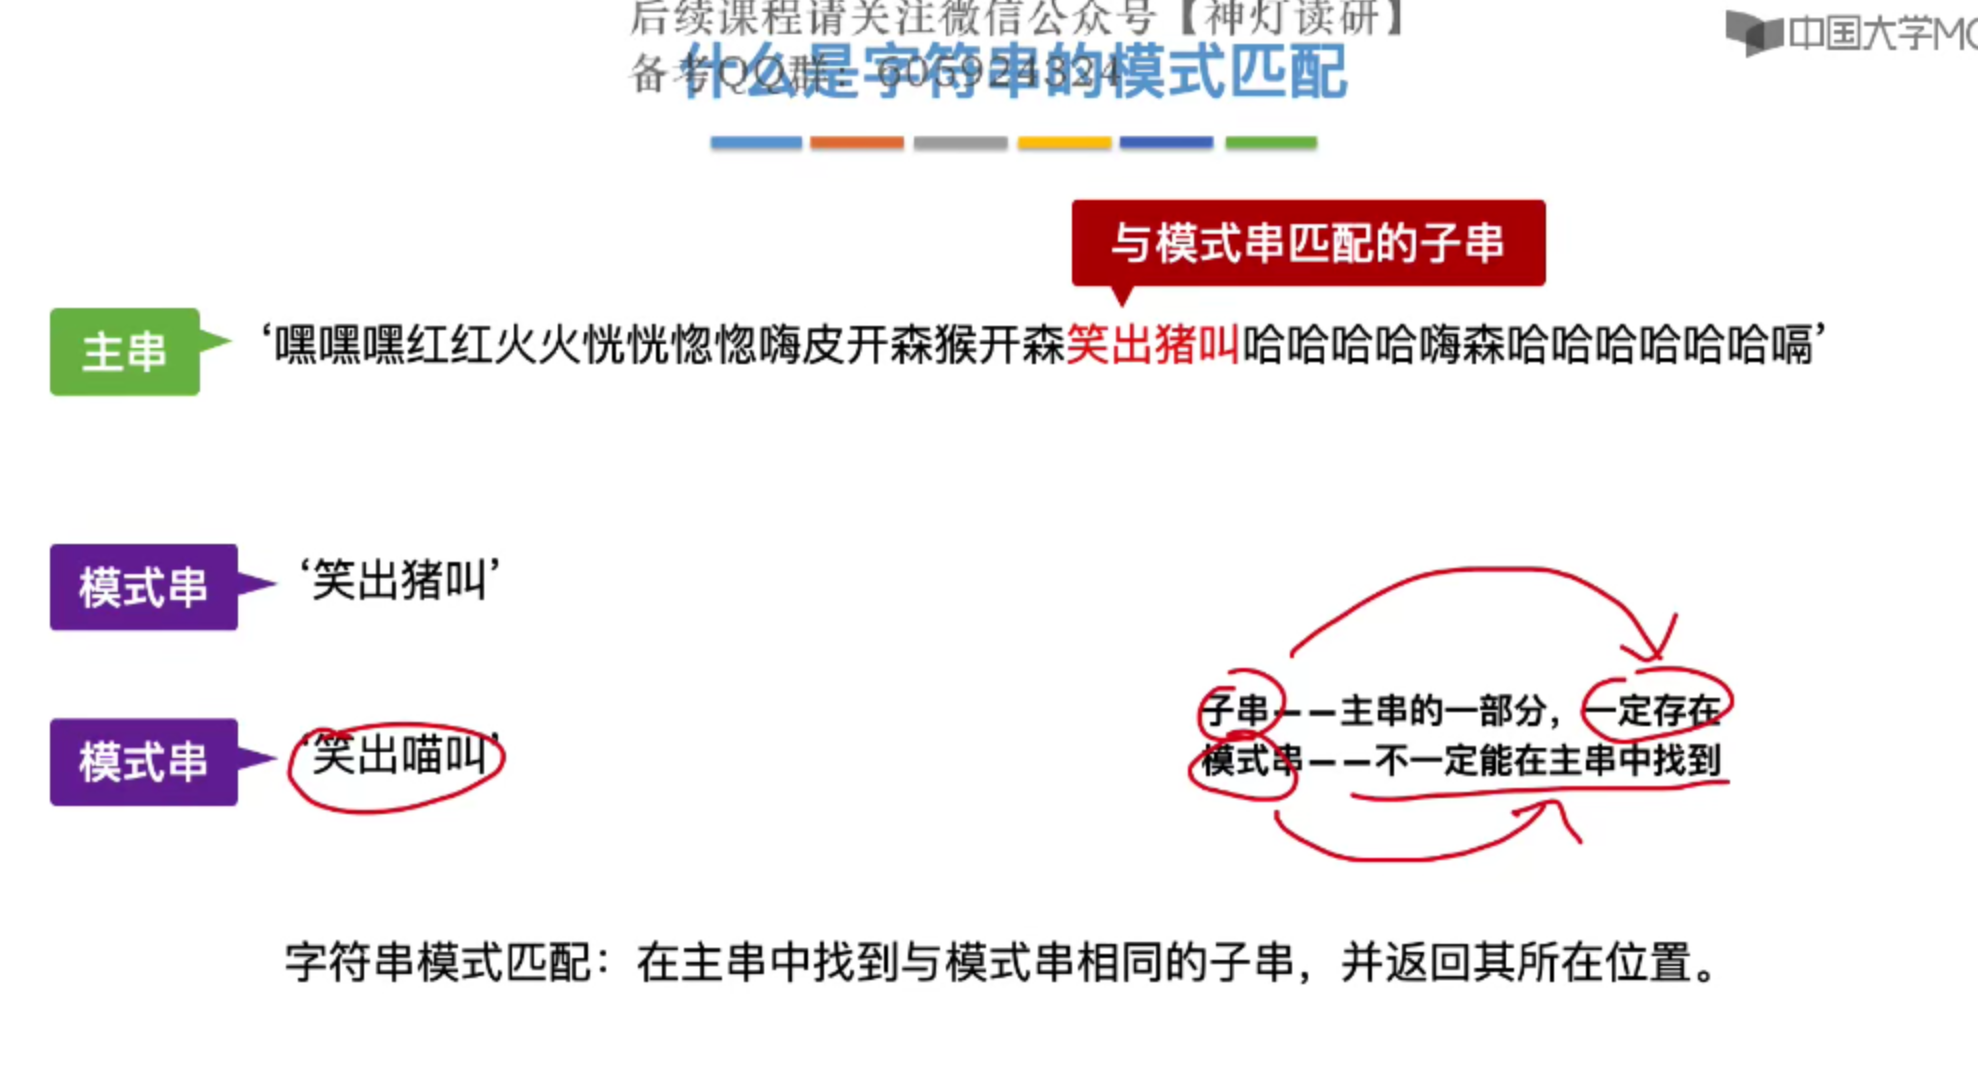 后续课程请关注微信公众号【神灯读研】
中国大学MO
备考QQ群：605924324
什么是字符串的模式匹配
与模式串匹配的子串
主串
‘嘿嘿嘿红红火火恍恍惚惚嗨皮开森猴开森笑出猪叫哈哈哈哈嗨森哈哈哈哈哈哈嗝’
模式串
‘笑出猪叫’
子串——主串的一部分，一定存在
模式串
‘笑出喵叫’
模式串——不一定能在主串中找到
字符串模式匹配：在主串中找到与模式串相同的子串，并返回其所在位置。